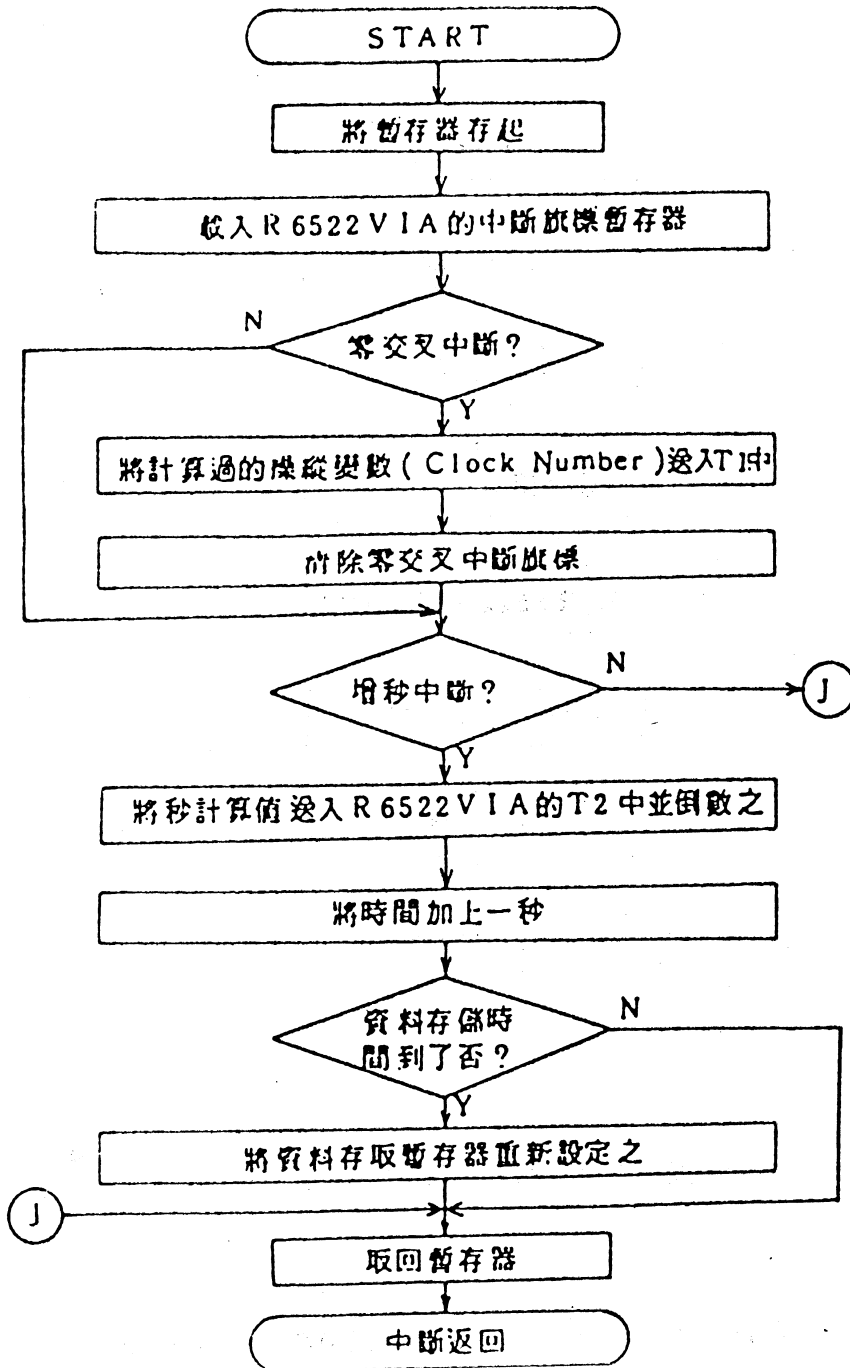 START
將暫存器存起
載入R6522VIA的中斷旗標暫存器
N
零交叉中斷?
Y
將計算過的操縱變數(Clock Number)送入T1中
清除零交叉中斷旗標
增秒中斷?
N
J
Y
將秒計算值送入R6522VIA的T2中並倒數之
將時間加上一秒
資料存儲時
間到了否?
N
Y
將資料存取暫存器重新設定之
J
取回暫存器
中斷返回